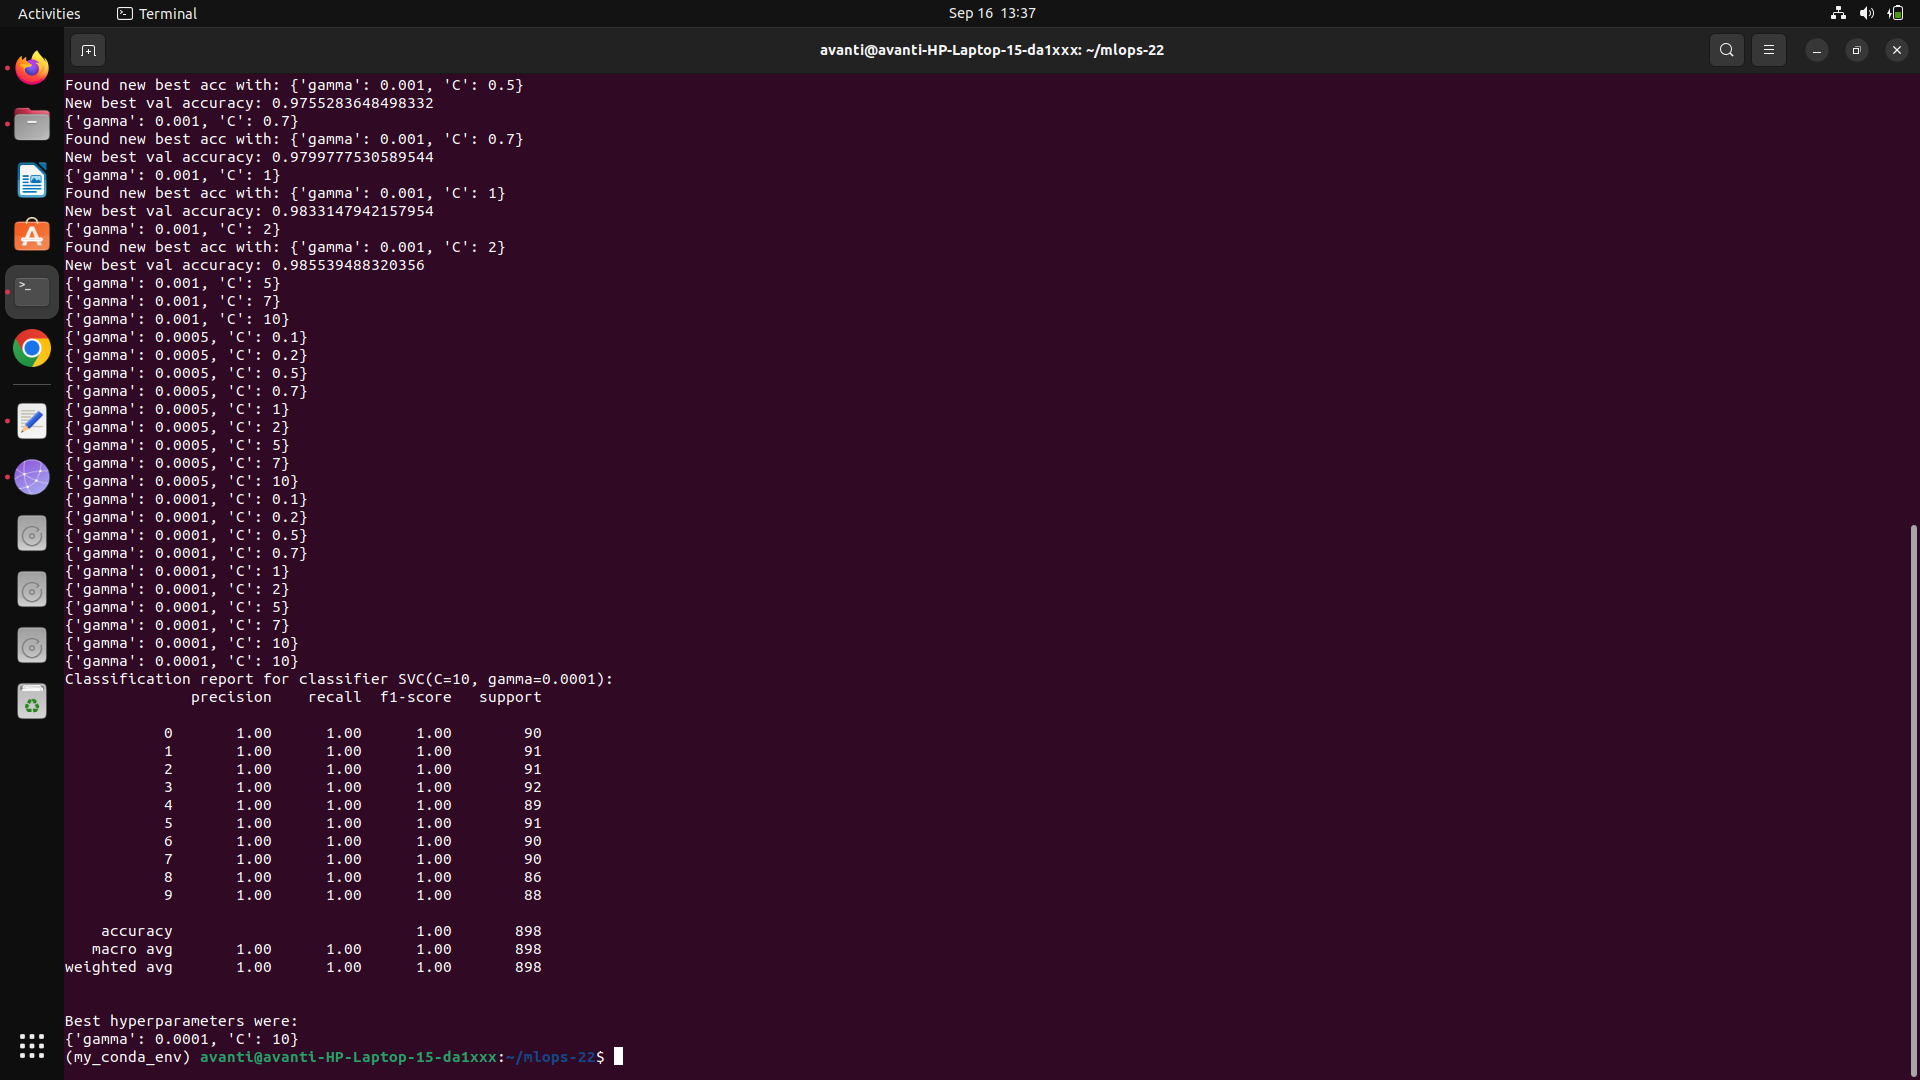 Activities
Terminal
Sep 16 13:37
avanti@avanti-HP-Laptop-15-da1xxx: ~/mlops-22
Found new best acc with: {'gamma': 0.001, 'C': 0.5}
New best val accuracy: 0.9755283648498332
{'gamma': 0.001, 'C': 0.7}
Found new best acc with: {'gamma': 0.001, 'C': 0.7}
New best val accuracy: 0.9799777530589544
{'gamma': 0.001, 'C': 1}
Found new best acc with: {'gamma': 0.001, 'C': 1}
New best val accuracy: 0.9833147942157954
{'gamma': 0.001, 'C': 2}
Found new best acc with: {'gamma': 0.001, 'C': 2}
New best val accuracy: 0.985539488320356
{'gamma': 0.001, 'C': 5}
{'gamma': 0.001, 'C': 7}
{'gamma': 0.001, 'C': 10}
{'gamma': 0.0005, 'C': 0.1}
{'gamma': 0.0005, 'C': 0.2}
{'gamma': 0.0005, 'C': 0.5}
{'gamma': 0.0005, 'C': 0.7}
{'gamma': 0.0005, 'C': 1}
{'gamma': 0.0005, 'C': 2}
{'gamma': 0.0005, 'C': 5}
{'gamma': 0.0005, 'C': 7}
{'gamma': 0.0005, 'C': 10}
{'gamma': 0.0001, 'C': 0.1}
{'gamma': 0.0001, 'C': 0.2}
{'gamma': 0.0001, 'C': 0.5}
{'gamma': 0.0001, 'C': 0.7}
{'gamma': 0.0001, 'C': 1}
{'gamma': 0.0001, 'C': 2}
{'gamma': 0.0001, 'C': 5}
{'gamma': 0.0001, 'C': 7}
{'gamma': 0.0001, 'C': 10}
{'gamma': 0.0001, 'C': 10}
Classification report for classifier SVC(C=10, gamma=0.0001):
precision recall f1-score support
0 1.00 1.00 1.00 90
1 1.00 1.00 1.00 91
2 1.00 1.00 1.00 91
3 1.00 1.00 1.00 92
4 1.00 1.00 1.00 89
5 1.00 1.00 1.00 91
6 1.00 1.00 1.00 90
7 1.00 1.00 1.00 90
8 1.00 1.00 1.00 86
9 1.00 1.00 1.00 88
accuracy 1.00 898
macro avg 1.00 1.00 1.00 898
weighted avg 1.00 1.00 1.00 898
Best hyperparameters were:
{'gamma': 0.0001, 'C': 10}
(my_conda_env) avanti@avanti-HP-Laptop-15-da1xxx:~/mlops-22$